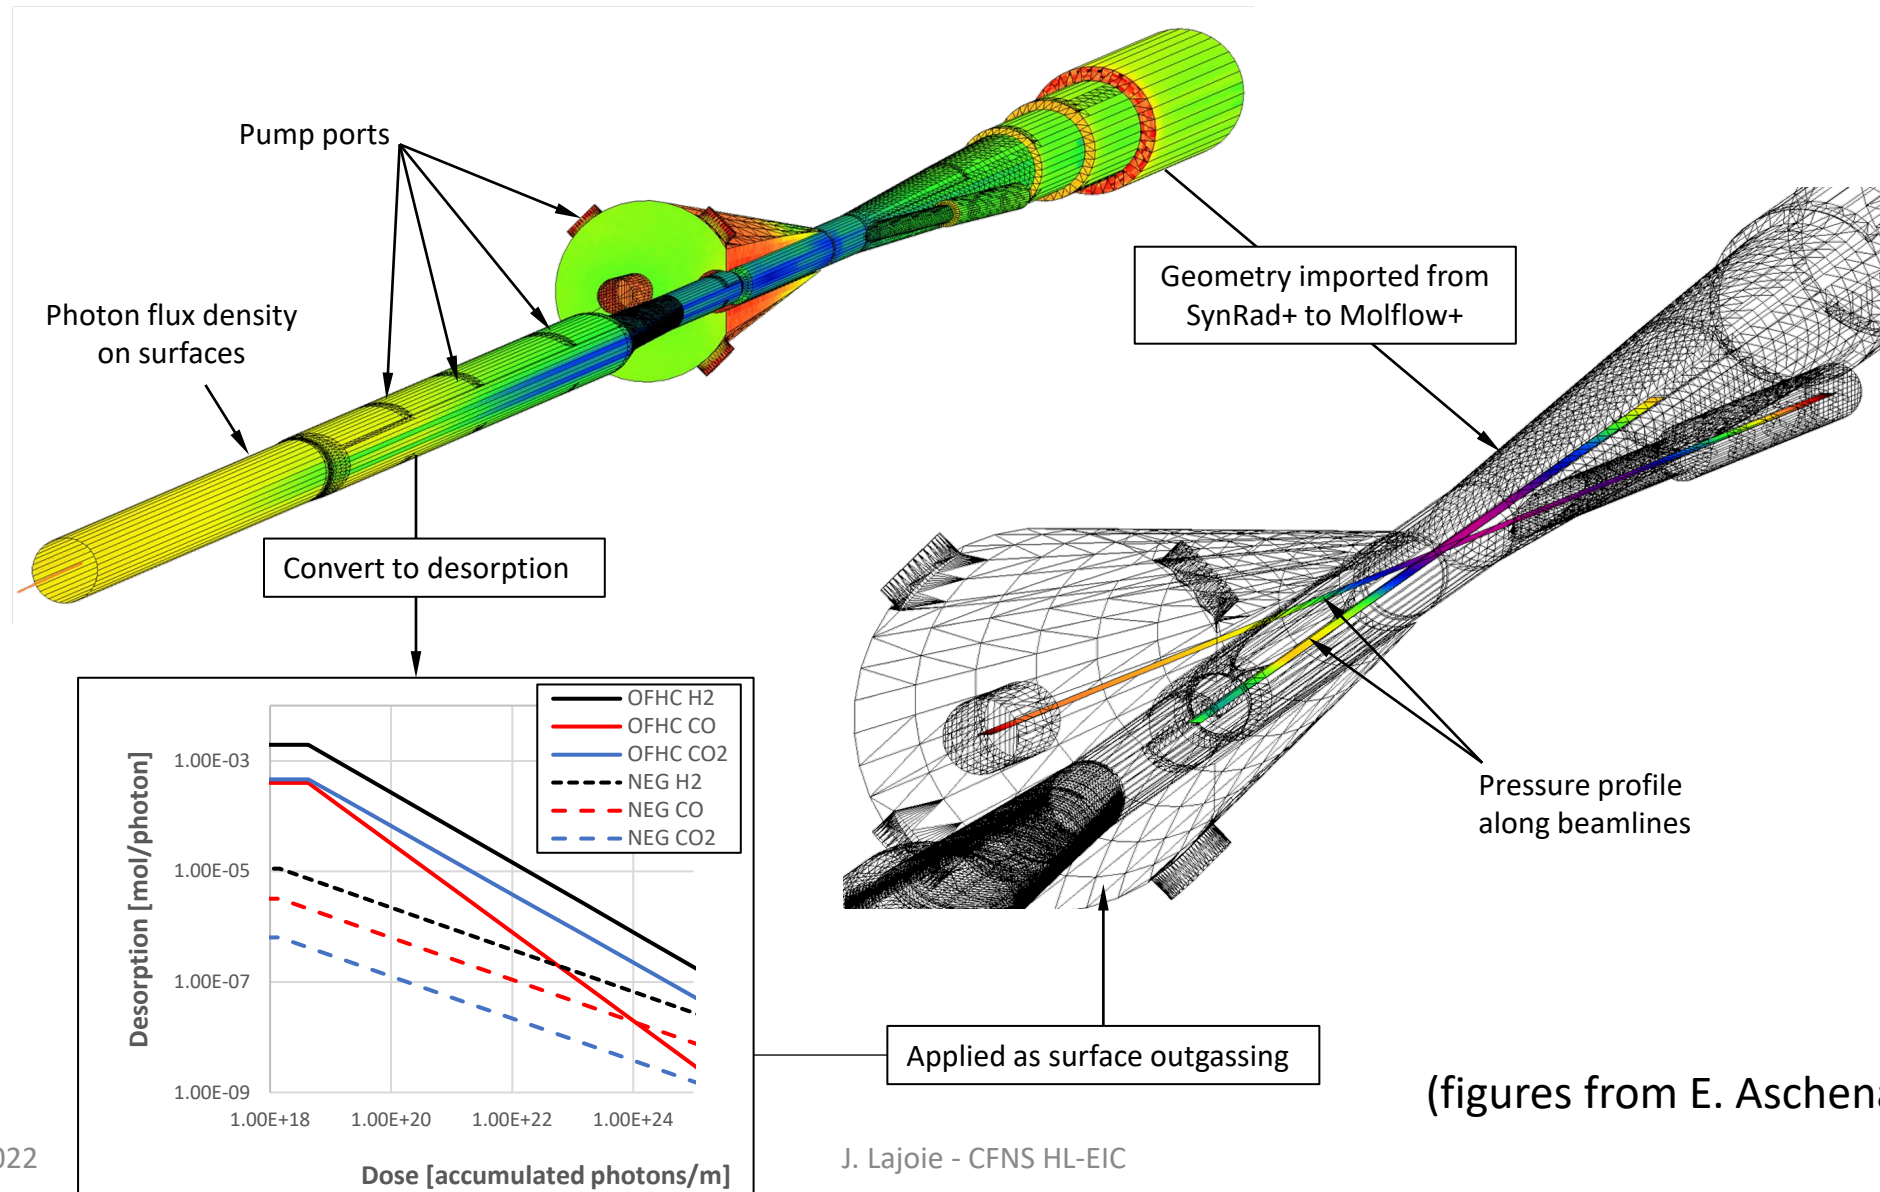 Pump ports
Photon flux density
on surfaces
Geometry imported from
SynRad+ to Molflow+
Convert to desorption
Pressure profile
along beamlines
OFHC H2
OFHC CO
OFHC CO2
NEG H2
NEG CO
NEG CO2
Desorption [mol/photon]
1.00E-03
1.00E-05
1.00E-07
1.00E-09
1.00E+18
1.00E+20
1.00E+22
1.00E+24
Dose [accumulated photons/m]
Applied as surface outgassing
(figures from E. Aschena
022
J. Lajoie - CFNS HL-EIC